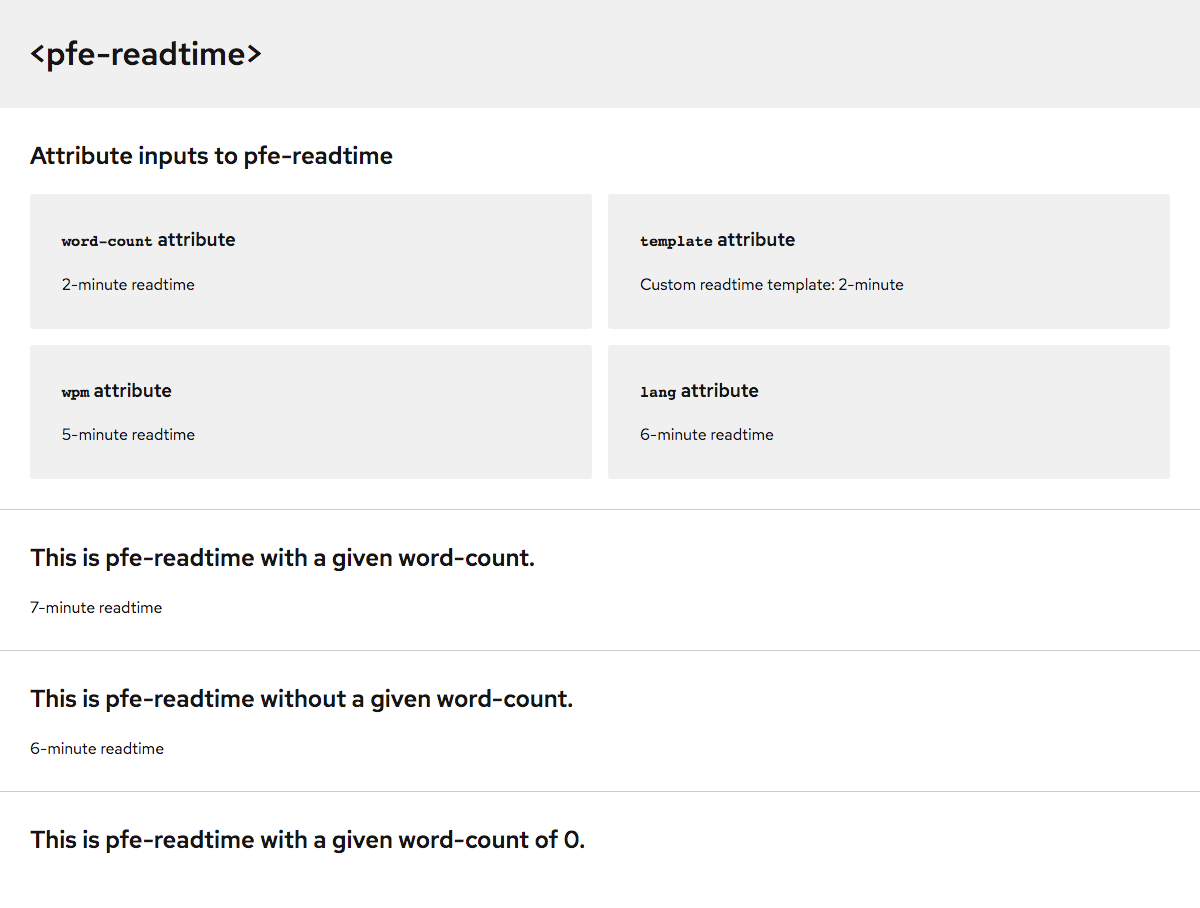 <pfe-readtime>
Attribute inputs to pfe-readtime
word-count attribute
2-minute readtime
template attribute
Custom readtime template: 2-minute
wpm attribute
5-minute readtime
lang attribute
6-minute readtime
This is pfe-readtime with a given word-count.
7-minute readtime
This is pfe-readtime without a given word-count.
6-minute readtime
This is pfe-readtime with a given word-count of 0.